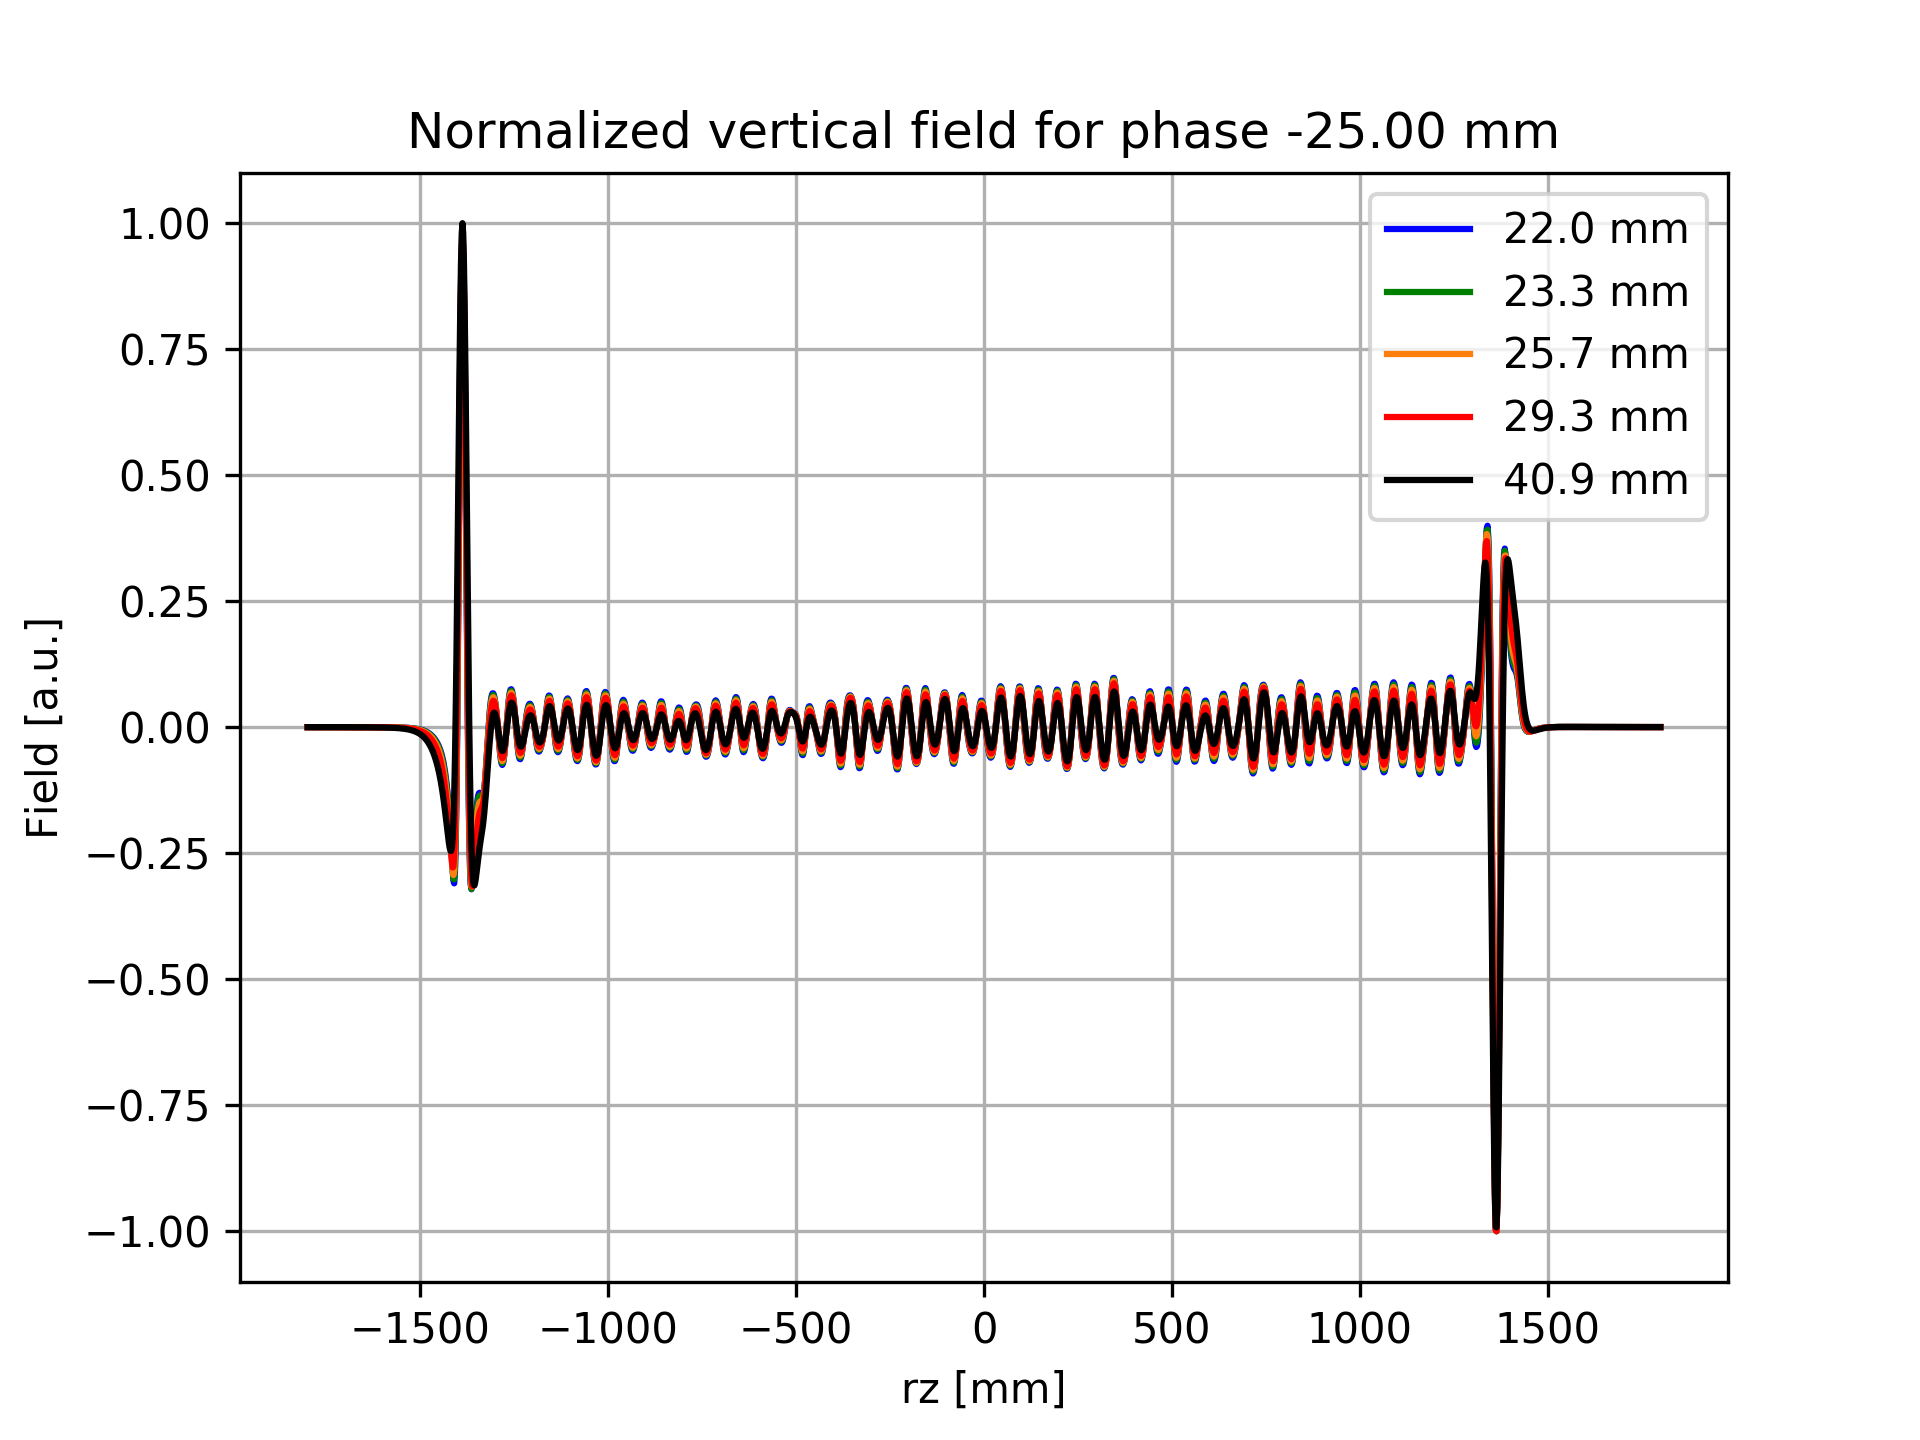 Normalized vertical field for phase -25.00 mm
22.0 mm
23.3 mm
25.7 mm
29.3 mm
40.9 mm
1.00
0.75
0.50
0.25
0.00
−0.25
−0.50
−0.75
−1.00
Field [a.u.]
−1500
−1000
−500
0
500
1000
1500
rz [mm]